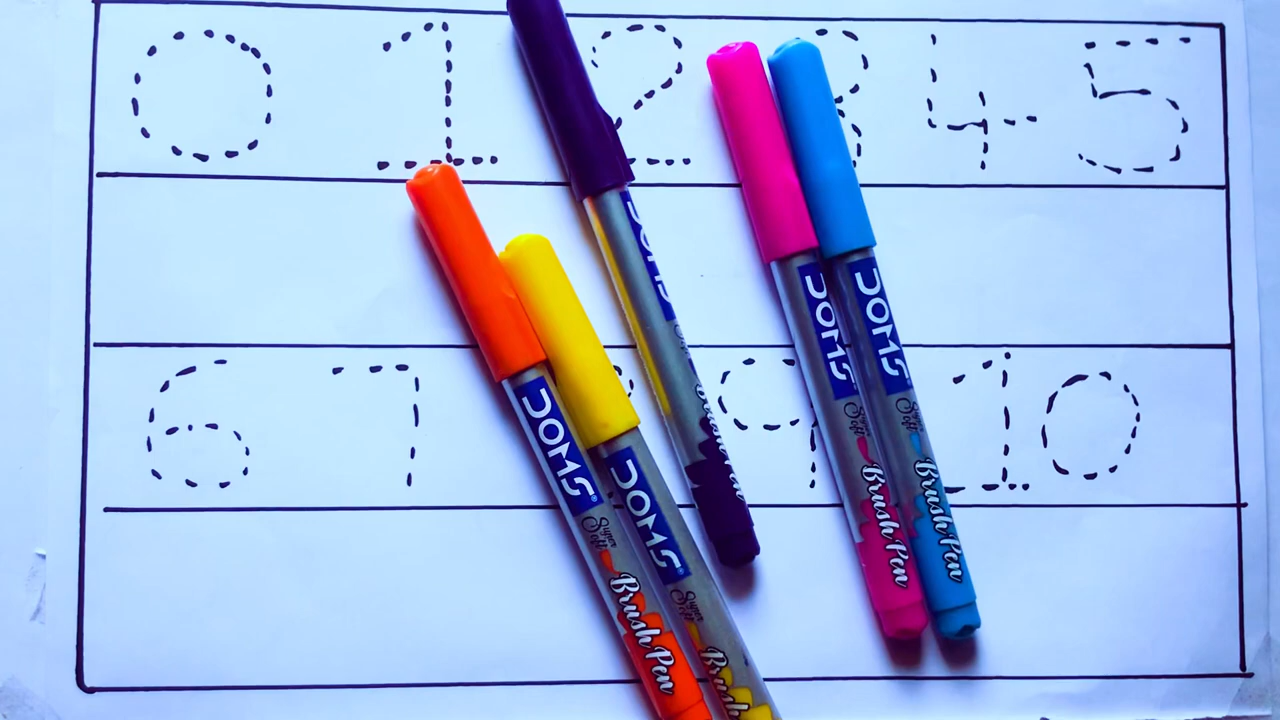 0 1 2 3 4 5
6 7 9 10
DOMS® Super Soft Brush Pen
DOMS® Super Soft Brush
DOMS Brush Pen
DOMS Super Soft Brush Pen
DOMS Super Soft Brush Pen